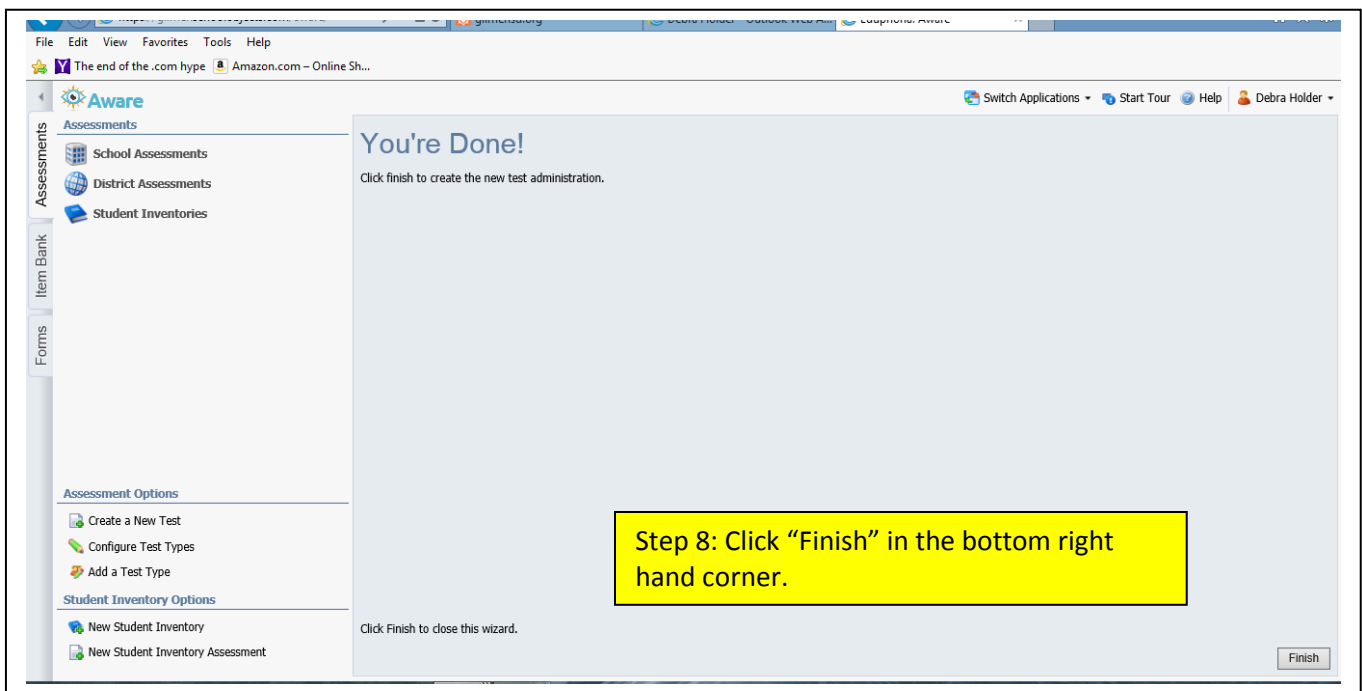 File Edit View Favorites Tools Help
The end of the .com hype Amazon.com – Online Sh...
Aware
Switch Applications Start Tour Help Debra Holder
Assessments
Item Bank
Forms
Assessments
School Assessments
District Assessments
Student Inventories
You're Done!
Click finish to create the new test administration.
Assessment Options
Create a New Test
Configure Test Types
Add a Test Type
Student Inventory Options
New Student Inventory
New Student Inventory Assessment
Step 8: Click “Finish” in the bottom right
hand corner.
Click Finish to close this wizard.
Finish